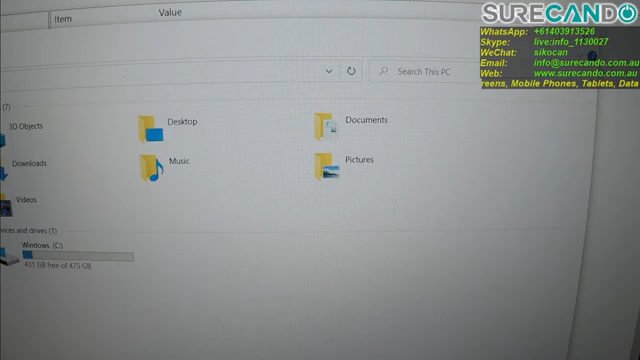 Item Value
SURECANDO
WhatsApp: +61403913526
Skype: live:info_1130027
WeChat: sikocan
Email: info@surecando.com.au
Web: www.surecando.com.au
reens, Mobile Phones, Tablets, Data
Search This PC
(7)
3D Objects
Desktop
Documents
Downloads
Music
Pictures
Videos
vices and drives (1)
Windows (C:)
431 GB free of 475 GB